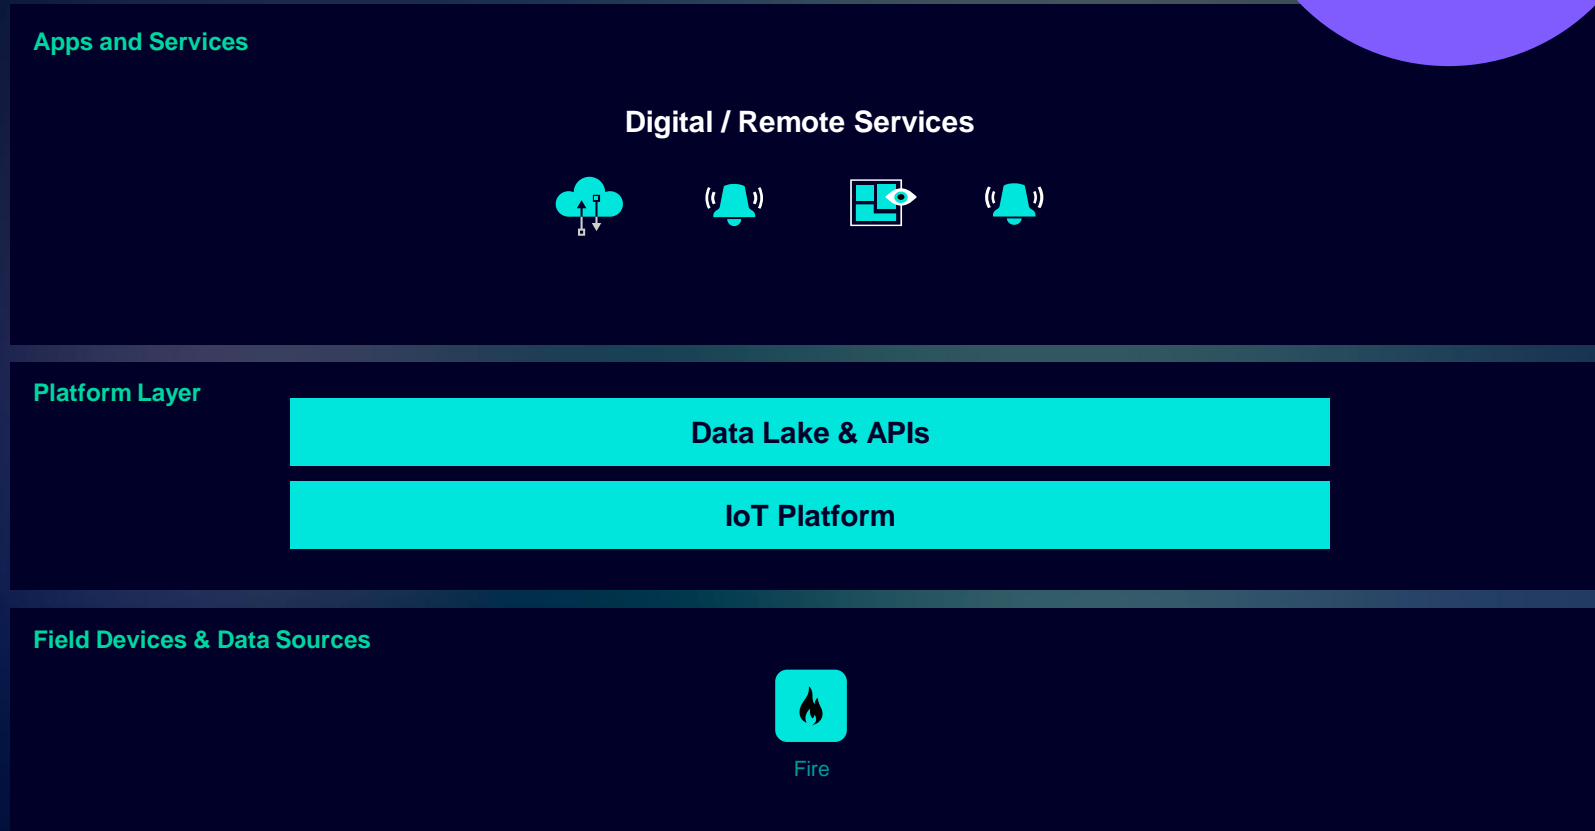 Apps and Services
Digital / Remote Services
Platform Layer
Data Lake & APIs
IoT Platform
Field Devices & Data Sources
Fire